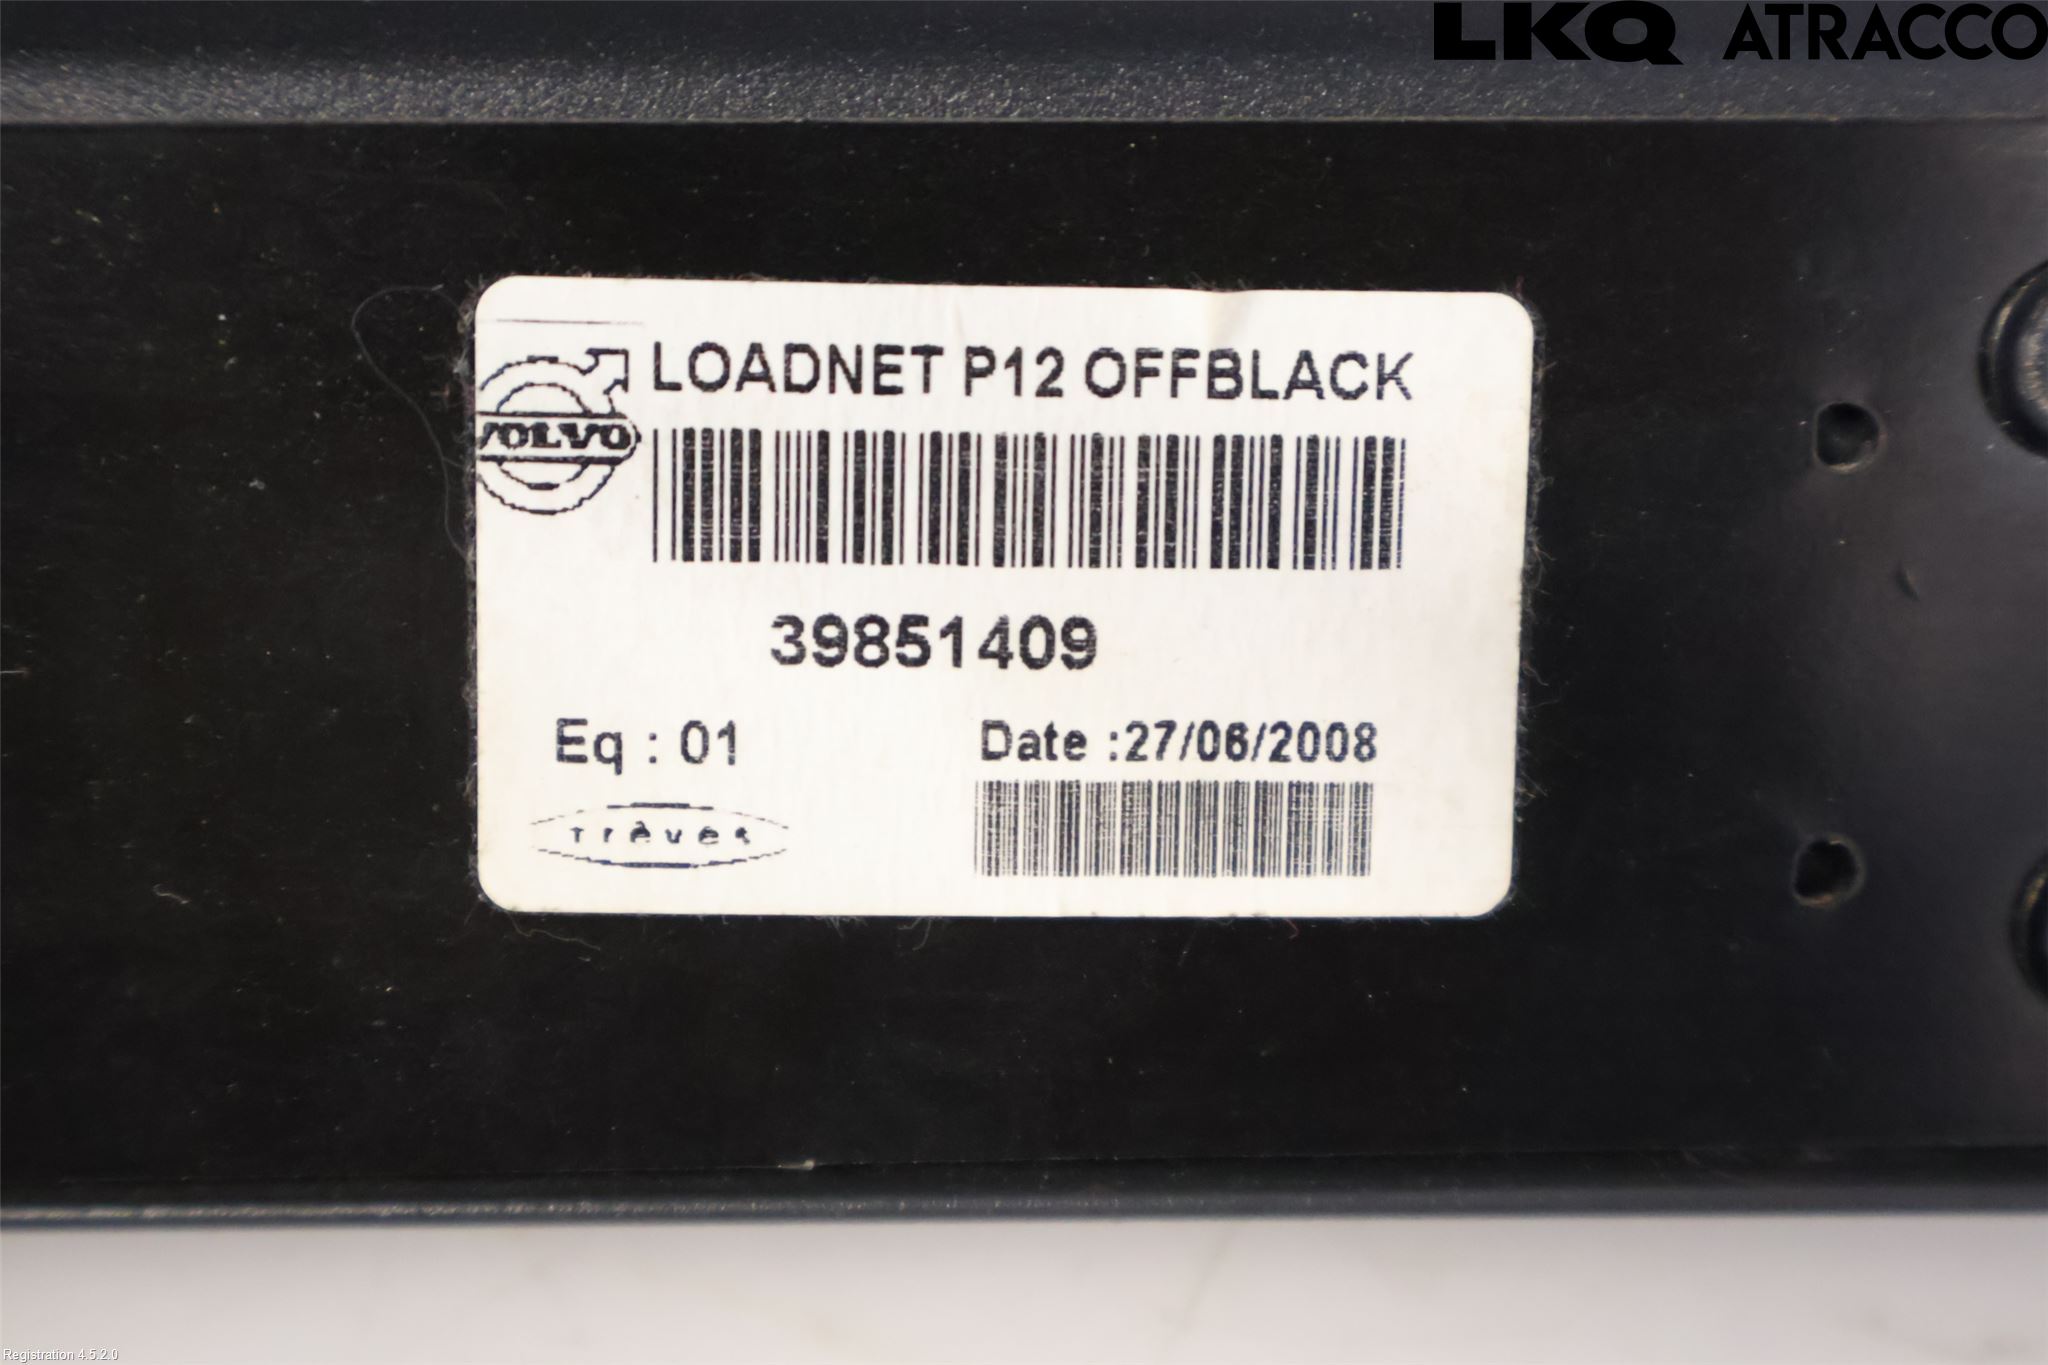 LKQ ATRACCO
LOADNET P12 OFFBLACK
VOLVO
39851409
Eq : 01
Date :27/06/2008
Trèves
Registration 4.5.2.0